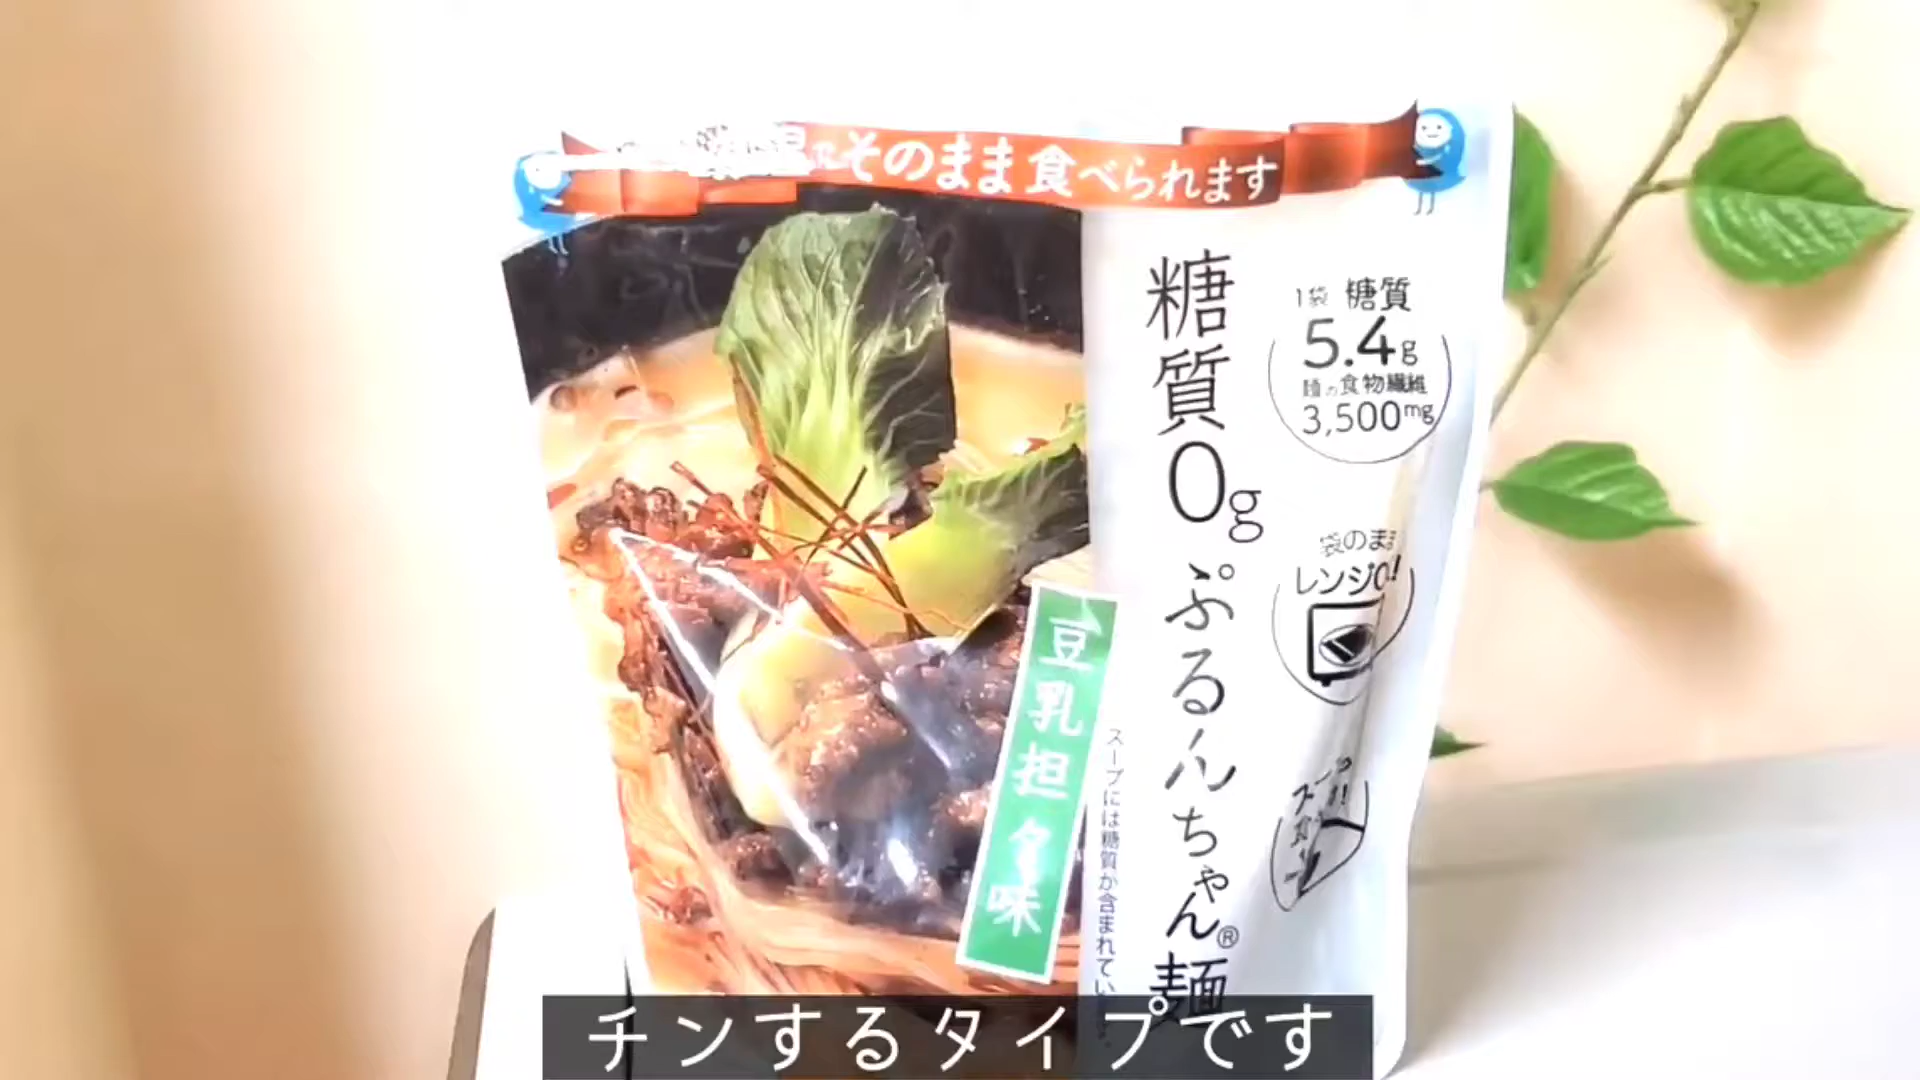 そのまま食べられます
糖質0g ぷるんちゃん®麺
1袋 糖質
5.4g
麺の食物繊維
3,500mg
袋のまま
レンジOK!
豆乳担々味
スープには糖質が含まれてい
チンするタイプです